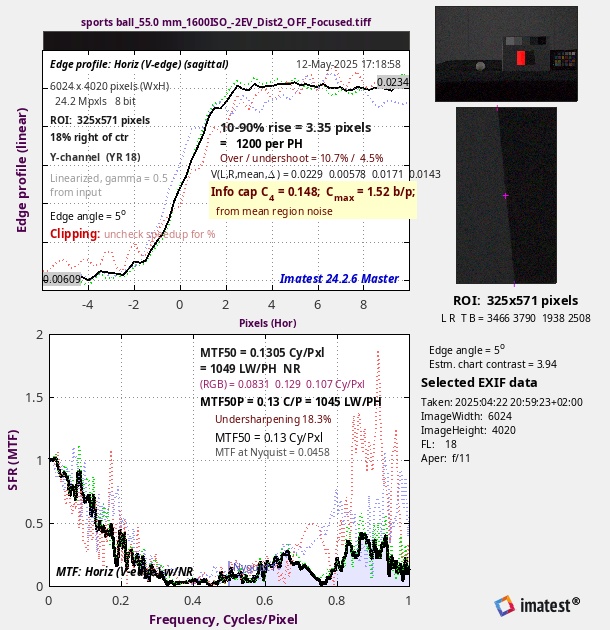 sports ball_55.0 mm_1600ISO_-2EV_Dist2_OFF_Focused.tiff
Edge profile: Horiz (V-edge) (sagittal)
12-May-2025 17:18:58
6024 x 4020 pixels (WxH)
24.2 Mpxls 8 bit
0.0234
ROI: 325x571 pixels
18% right of ctr
10-90% rise = 3.35 pixels
= 1200 per PH
Y-channel (YR 18)
Over / undershoot = 10.7% / 4.5%
Linearized, gamma = 0.5
from input
V(L,R,mean,△) = 0.0229 0.00578 0.0171 0.0143
Info cap C4 = 0.148; Cmax = 1.52 b/p;
from mean region noise
Edge angle = 5⁰
Clipping: uncheck speedup for %
0.00609
Imatest 24.2.6 Master
Edge profile (linear)
-4 -2 0 2 4 6 8
Pixels (Hor)
ROI: 325x571 pixels
L R T B = 3466 3790 1938 2508
Edge angle = 5⁰
Estm. chart contrast = 3.94
Selected EXIF data
Taken: 2025:04:22 20:59:23+02:00
ImageWidth: 6024
ImageHeight: 4020
FL: 18
Aper: f/11
2
1.5
1
0.5
0
SFR (MTF)
MTF50 = 0.1305 Cy/Pxl
= 1049 LW/PH NR
(RGB) = 0.0831 0.129 0.107 Cy/Pxl
MTF50P = 0.13 C/P = 1045 LW/PH
Undersharpening 18.3%
MTF50 = 0.13 Cy/Pxl
MTF at Nyquist = 0.0458
MTF: Horiz (V-edge) w/NR
0 0.2 0.4 0.6 0.8 1
Frequency, Cycles/Pixel
imatest®